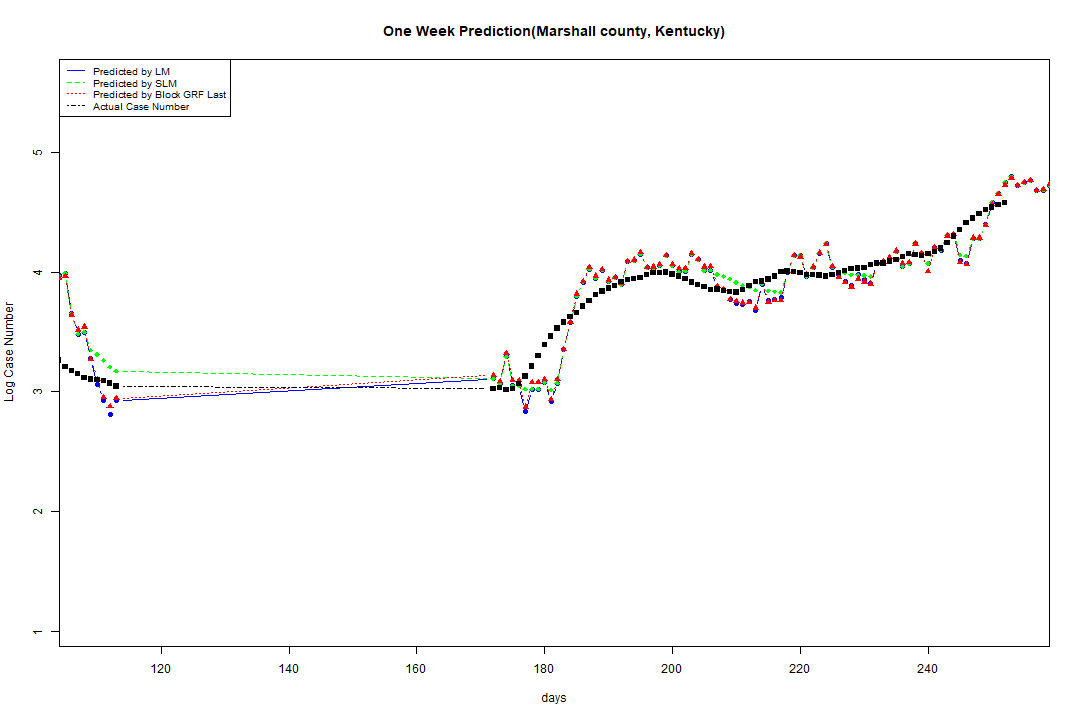 One Week Prediction(Marshall county, Kentucky)
Predicted by LM
Predicted by SLM
Predicted by Block GRF Last
Actual Case Number
5
4
3
2
1
Log Case Number
120 140 160 180 200 220 240
days